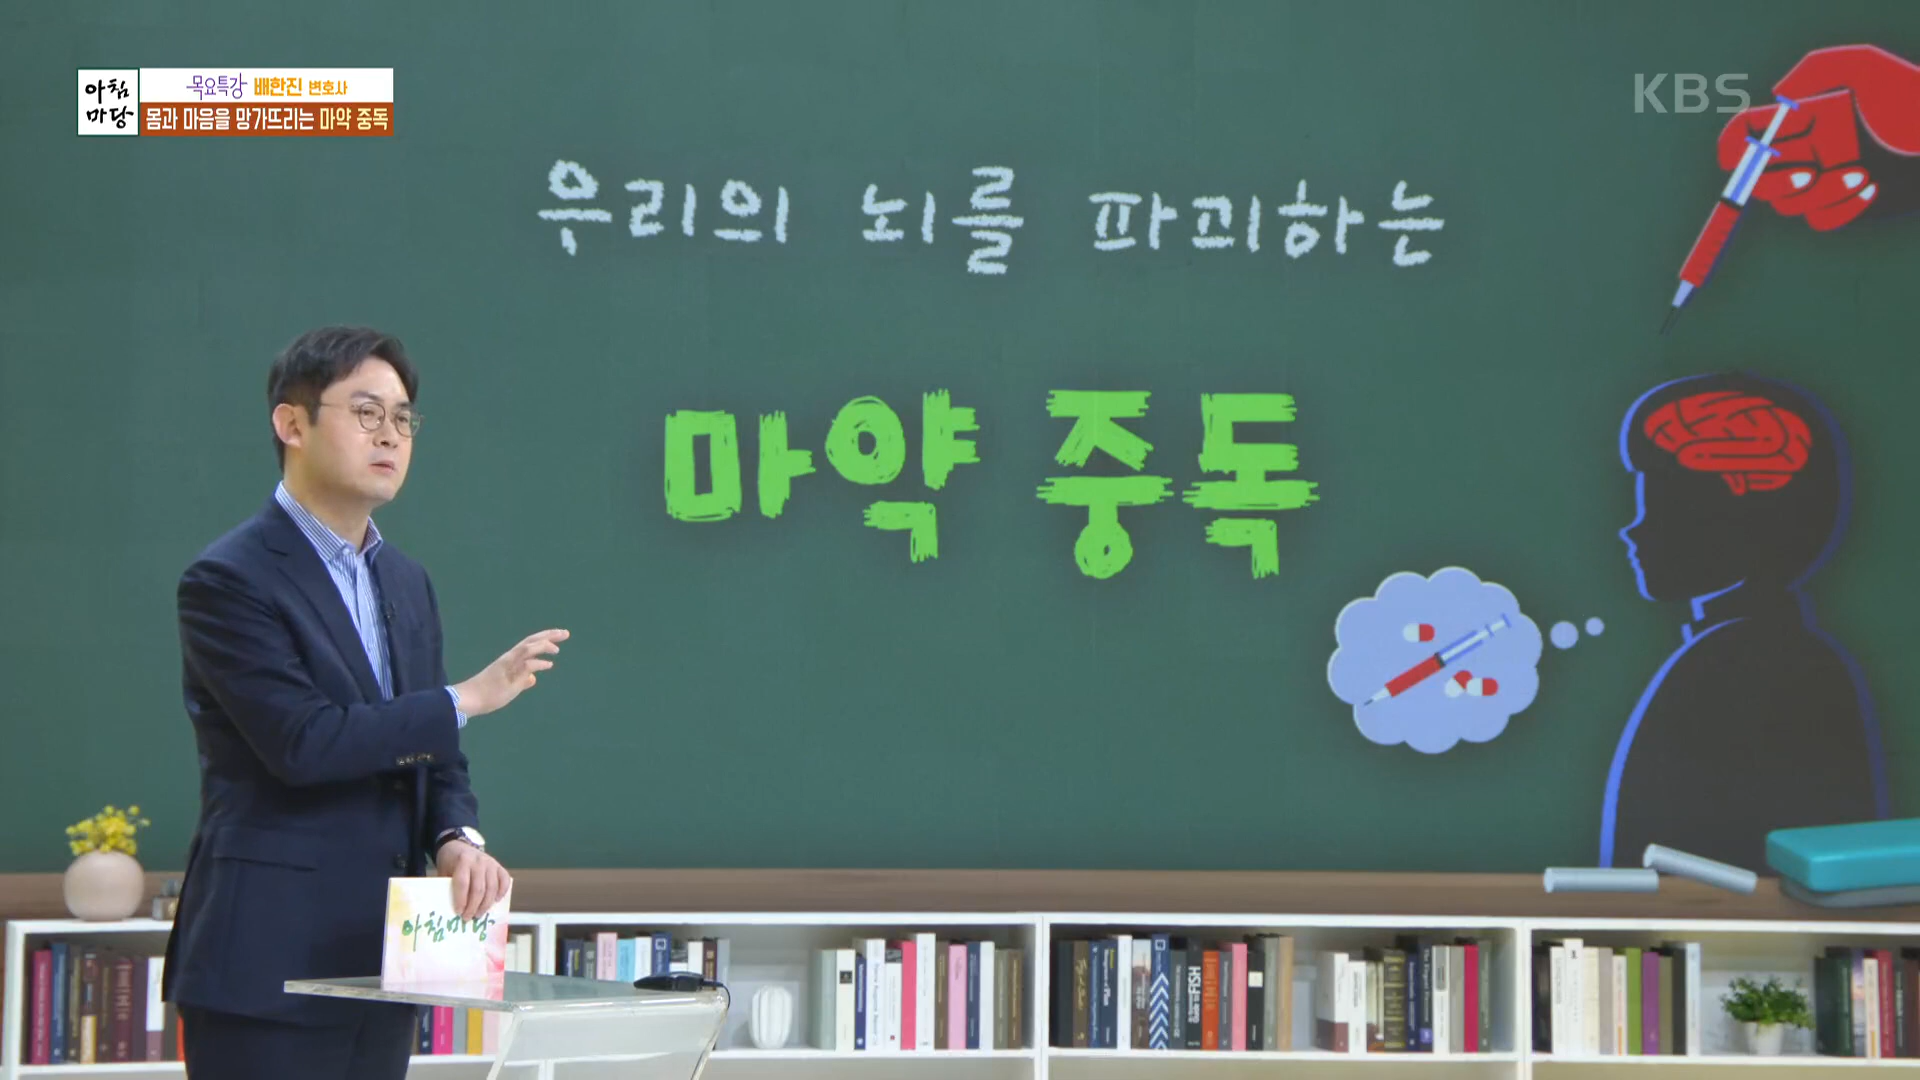 아침
마당
목요특강 배한진 변호사
몸과 마음을 망가뜨리는 마약 중독
KBS
우리의 뇌를 파괴하는
마약 중독
아침마당